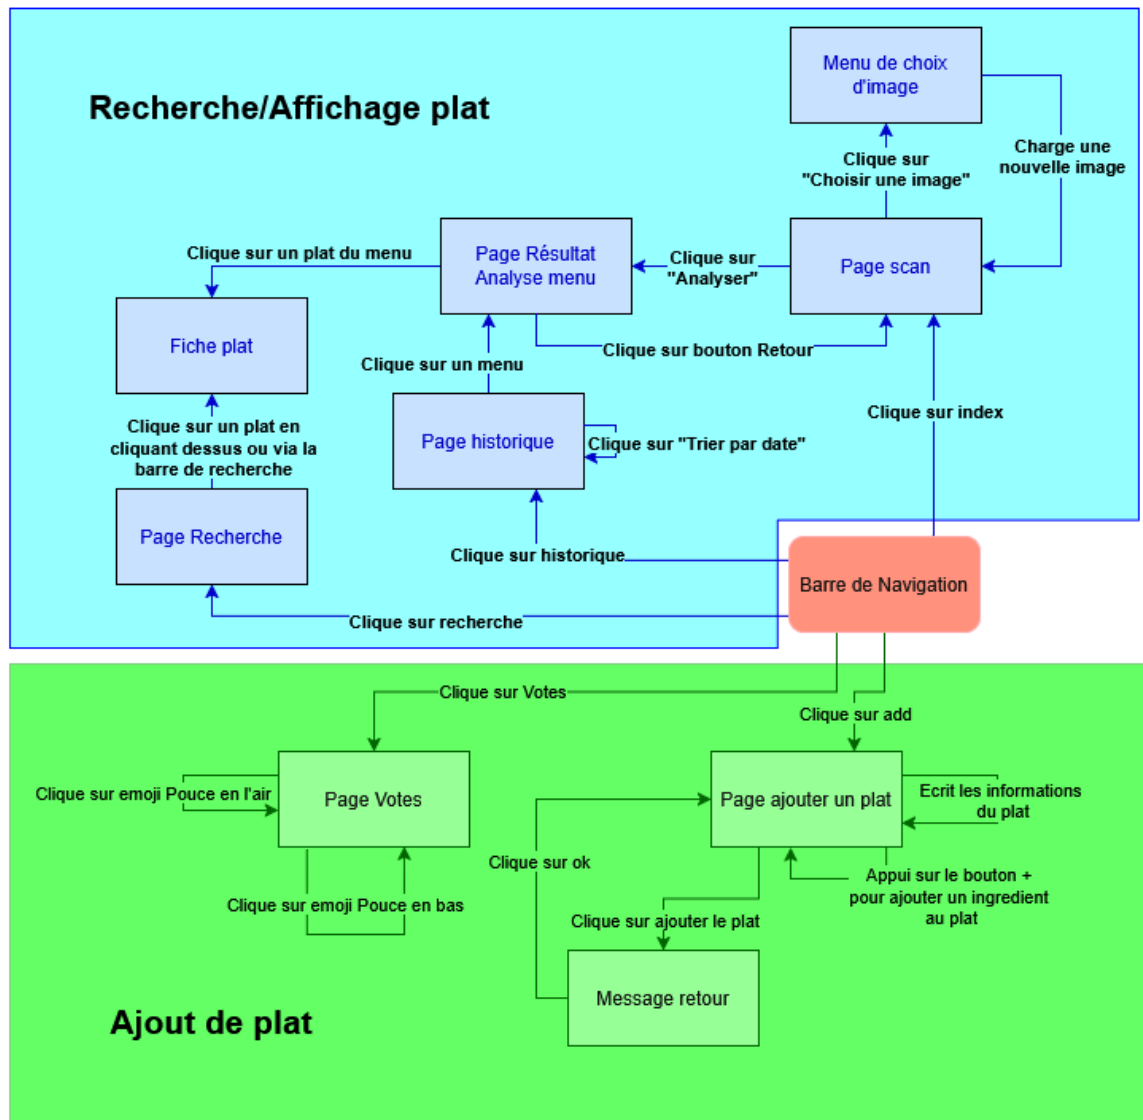 Recherche/Affichage plat
Menu de choix
d'image
Clique sur
"Choisir une image"
Charge une
nouvelle image
Clique sur un plat du menu
Page Résultat
Analyse menu
Clique sur
"Analyser"
Page scan
Fiche plat
Clique sur bouton Retour
Clique sur un menu
Clique sur index
Clique sur un plat en
cliquant dessus ou via la
barre de recherche
Page historique
Clique sur "Trier par date"
Page Recherche
Clique sur historique
Barre de Navigation
Clique sur recherche
Clique sur Votes
Clique sur add
Clique sur emoji Pouce en l'air
Page Votes
Page ajouter un plat
Ecrit les informations
du plat
Clique sur ok
Appui sur le bouton +
pour ajouter un ingredient
au plat
Clique sur emoji Pouce en bas
Clique sur ajouter le plat
Message retour
Ajout de plat